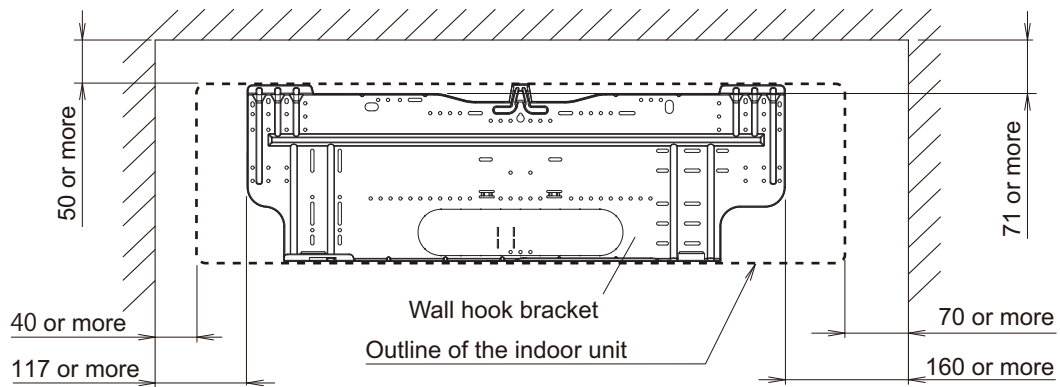 50 or more
71 or more
Wall hook bracket
40 or more
Outline of the indoor unit
70 or more
117 or more
160 or more